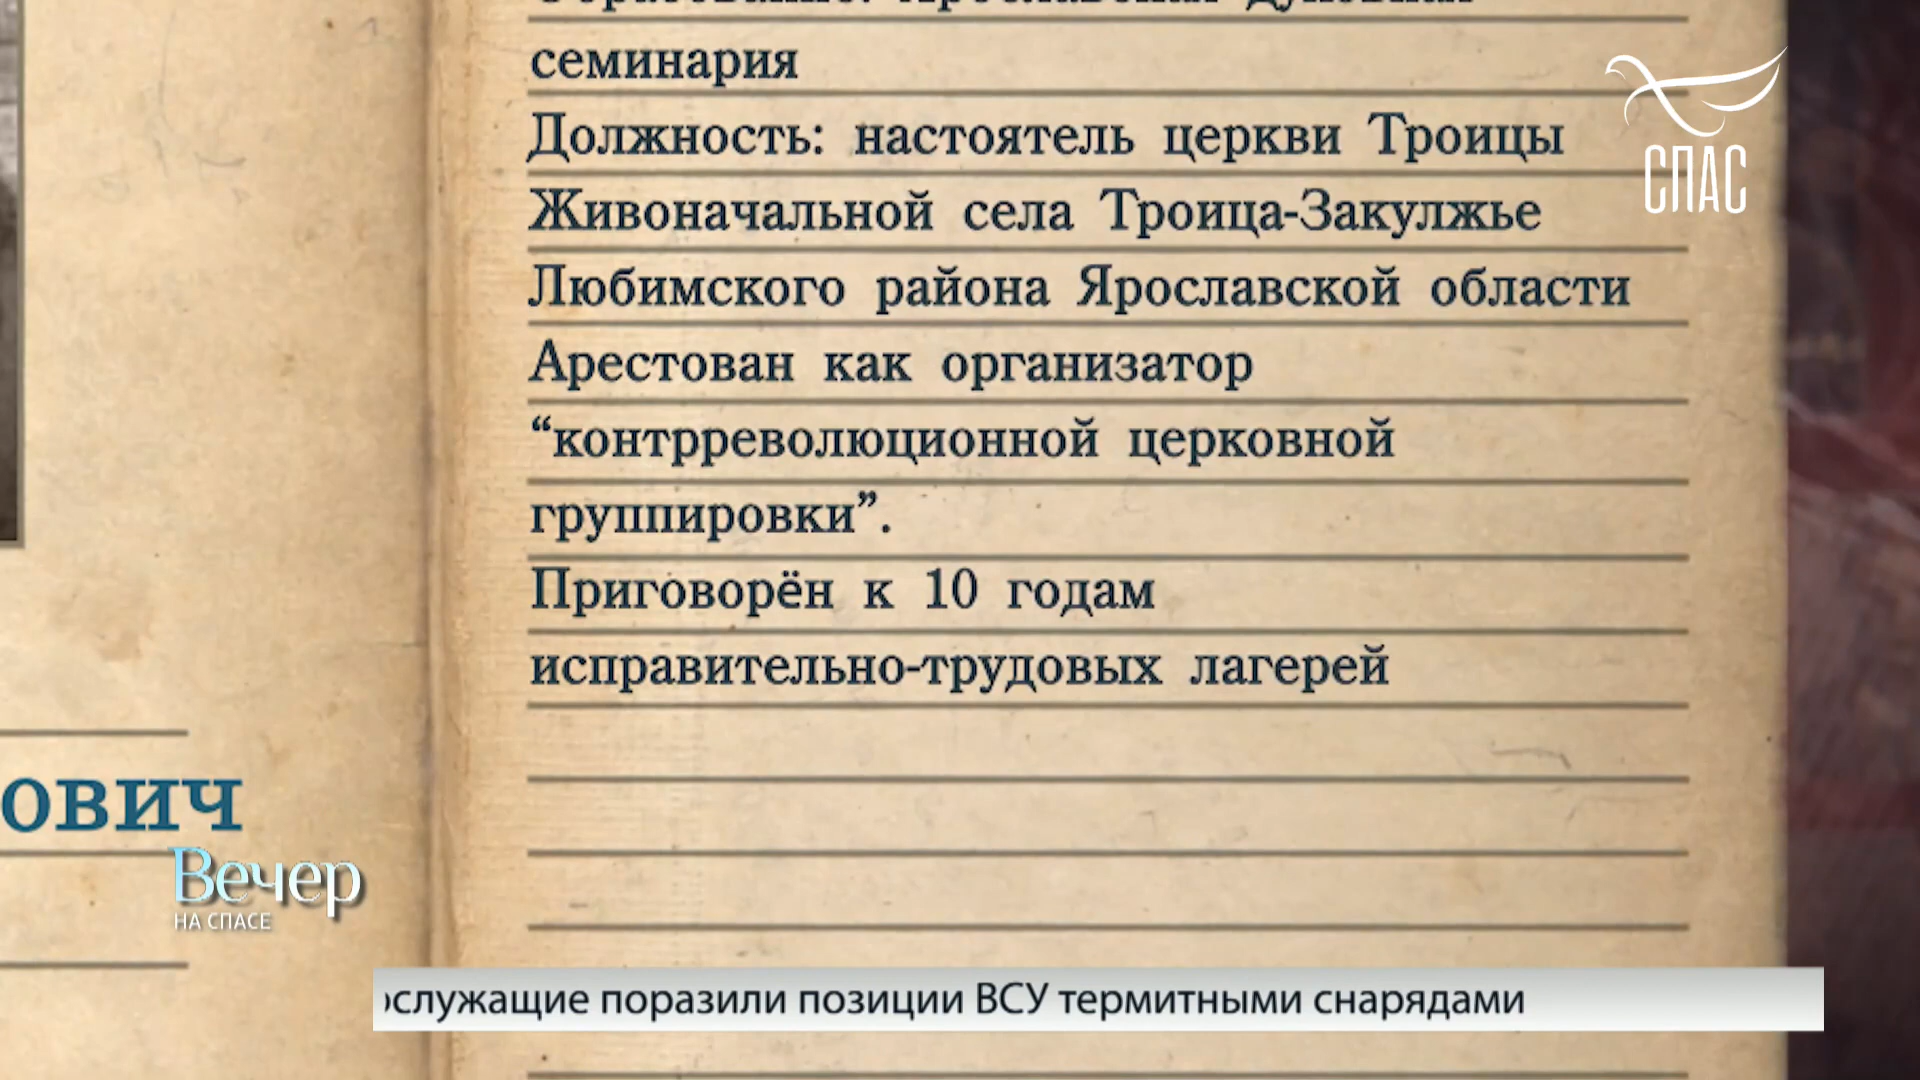 семинария
Должность: настоятель церкви Троицы
Живоначальной села Троица-Закулжье
Любимского района Ярославской области
Арестован как организатор
“контрреволюционной церковной
группировки”.
Приговорён к 10 годам
исправительно-трудовых лагерей
ович
СПАС
Вечер
НА СПАСЕ
служащие поразили позиции ВСУ термитными снарядами